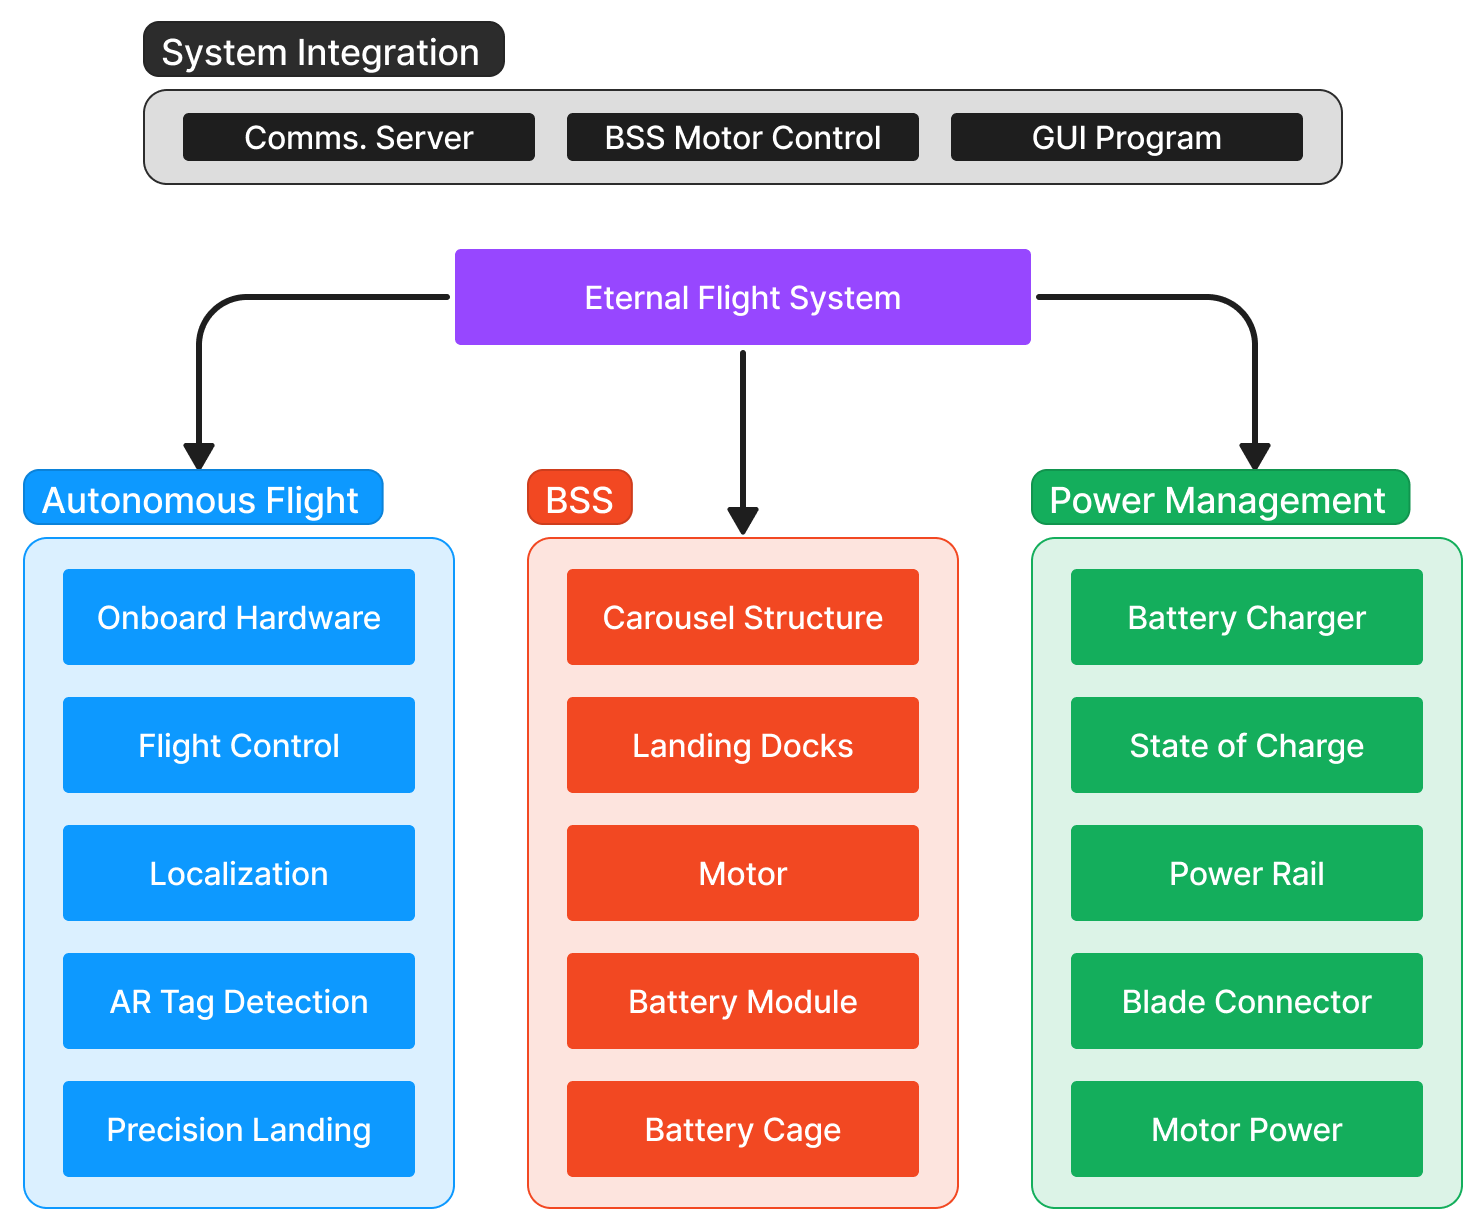 System Integration
Comms. Server
BSS Motor Control
GUI Program
Eternal Flight System
Autonomous Flight
Onboard Hardware
Flight Control
Localization
AR Tag Detection
Precision Landing
BSS
Carousel Structure
Landing Docks
Motor
Battery Module
Battery Cage
Power Management
Battery Charger
State of Charge
Power Rail
Blade Connector
Motor Power